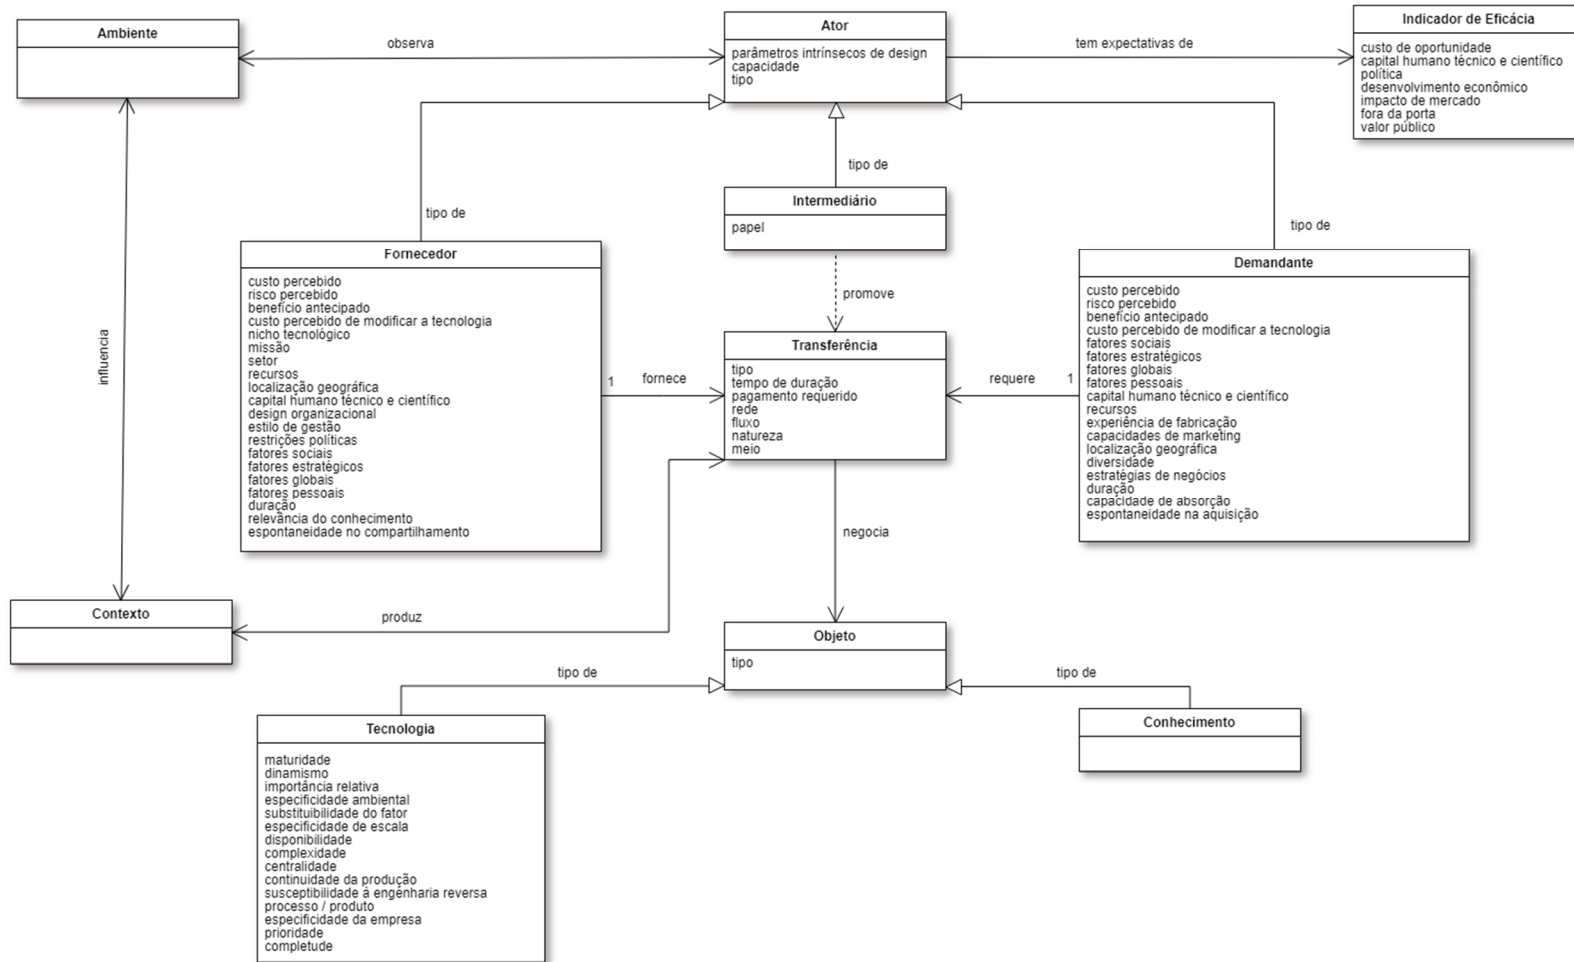 Ambiente
observa
Ator
parâmetros intrínsecos de design
capacidade
tipo
tem expectativas de
Indicador de Eficácia
custo de oportunidade
capital humano técnico e científico
política
desenvolvimento econômico
impacto de mercado
fora da porta
valor público
tipo de
Intermediário
papel
tipo de
tipo de
Fornecedor
custo percebido
risco percebido
benefício antecipado
custo percebido de modificar a tecnologia
nicho tecnológico
missão
setor
recursos
localização geográfica
capital humano técnico e científico
design organizacional
estilo de gestão
restrições políticas
fatores sociais
fatores estratégicos
fatores globais
fatores pessoais
duração
relevância do conhecimento
espontaneidade no compartilhamento
promove
Demandante
custo percebido
risco percebido
benefício antecipado
custo percebido de modificar a tecnologia
fatores sociais
fatores estratégicos
fatores globais
fatores pessoais
capital humano técnico e científico
recursos
experiência de fabricação
capacidades de marketing
localização geográfica
diversidade
estratégias de negócios
duração
capacidade de absorção
espontaneidade na aquisição
influencia
1
fornece
Transferência
tipo
tempo de duração
pagamento requerido
rede
fluxo
natureza
meio
requere
1
negocia
Contexto
produz
Objeto
tipo
tipo de
tipo de
Tecnologia
maturidade
dinamismo
importância relativa
especificidade ambiental
substituibilidade do fator
especificidade de escala
disponibilidade
complexidade
centralidade
continuidade da produção
susceptibilidade à engenharia reversa
processo / produto
especificidade da empresa
prioridade
completude
Conhecimento